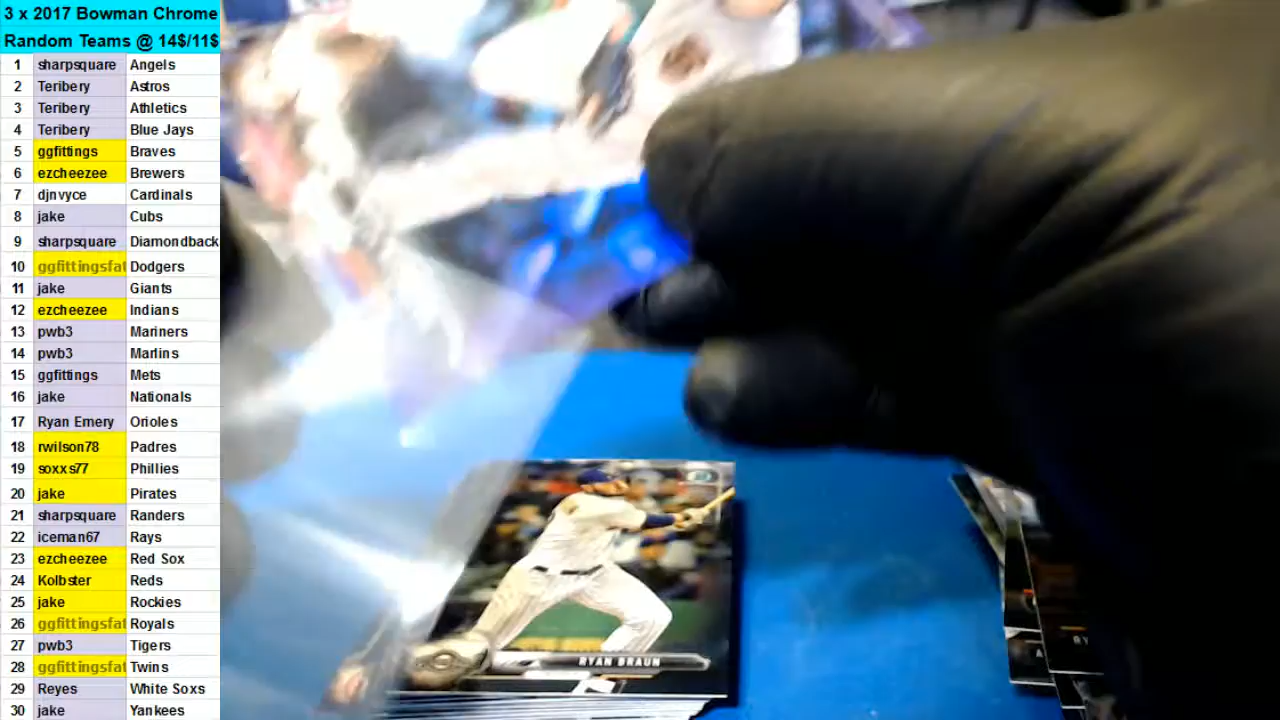 3 x 2017 Bowman Chrome
Random Teams @ 14$/11$
1 sharpsquare Angels
2 Teribery Astros
3 Teribery Athletics
4 Teribery Blue Jays
5 ggfittings Braves
6 ezcheezee Brewers
7 djnvyce Cardinals
8 jake Cubs
9 sharpsquare Diamondback
10 ggfittingsfat Dodgers
11 jake Giants
12 ezcheezee Indians
13 pwb3 Mariners
14 pwb3 Marlins
15 ggfittings Mets
16 jake Nationals
17 Ryan Emery Orioles
18 rwilson78 Padres
19 soxxs77 Phillies
20 jake Pirates
21 sharpsquare Randers
22 iceman67 Rays
23 ezcheezee Red Sox
24 Kolbster Reds
25 jake Rockies
26 ggfittingsfat Royals
27 pwb3 Tigers
28 ggfittingsfat Twins
29 Reyes White Soxs
30 jake Yankees
RYAN BRAUN
RY
A